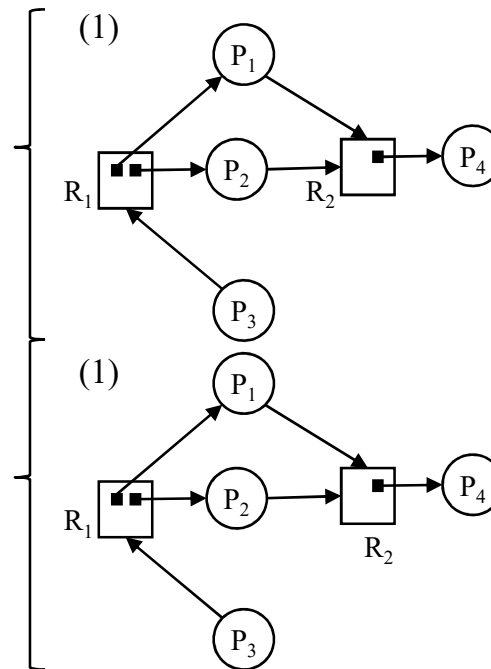 (1)
P₁
R₁
P₂
R₂
P₄
P₃
(1)
P₁
R₁
P₂
R₂
P₄
P₃